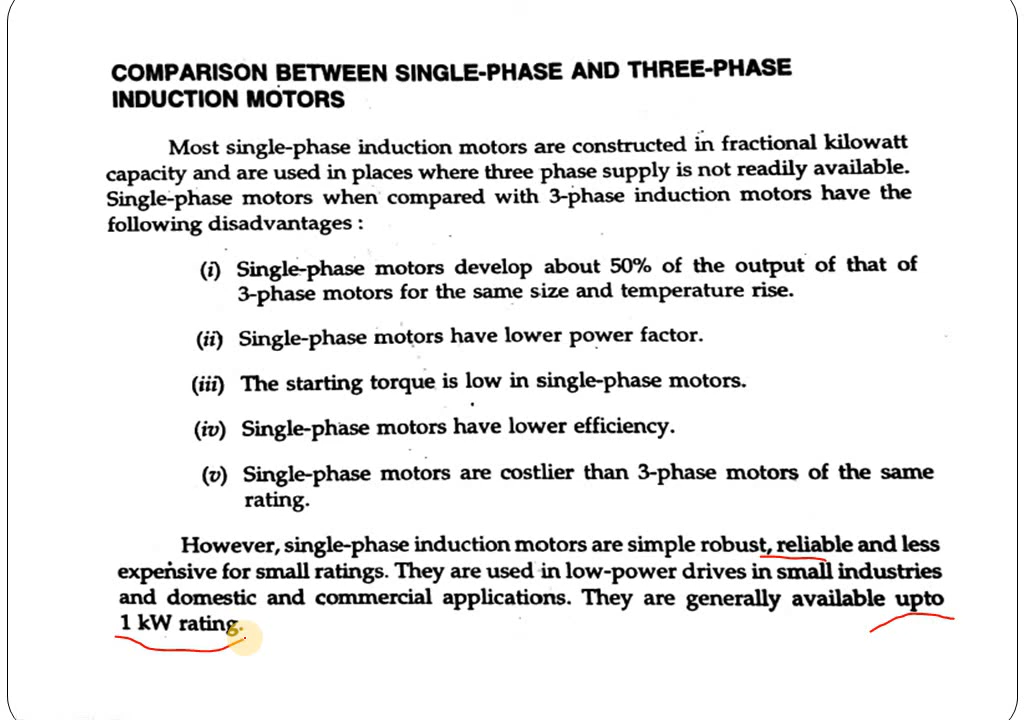 COMPARISON BETWEEN SINGLE-PHASE AND THREE-PHASE
INDUCTION MOTORS
Most single-phase induction motors are constructed in fractional kilowatt
capacity and are used in places where three phase supply is not readily available.
Single-phase motors when compared with 3-phase induction motors have the
following disadvantages :
(i) Single-phase motors develop about 50% of the output of that of
3-phase motors for the same size and temperature rise.
(ii) Single-phase motors have lower power factor.
(iii) The starting torque is low in single-phase motors.
(iv) Single-phase motors have lower efficiency.
(v) Single-phase motors are costlier than 3-phase motors of the same
rating.
However, single-phase induction motors are simple robust, reliable and less
expensive for small ratings. They are used in low-power drives in small industries
and domestic and commercial applications. They are generally available upto
1 kW rating.